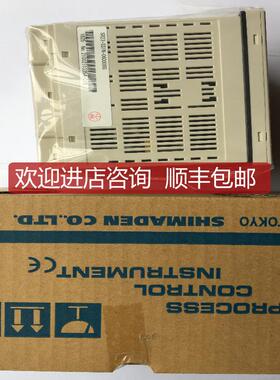 欢迎进店咨询 顺丰包邮
TOKYO
SHIMADEN CO.,LTD.
PROCESS
CONTROL
INSTRUMENT CE